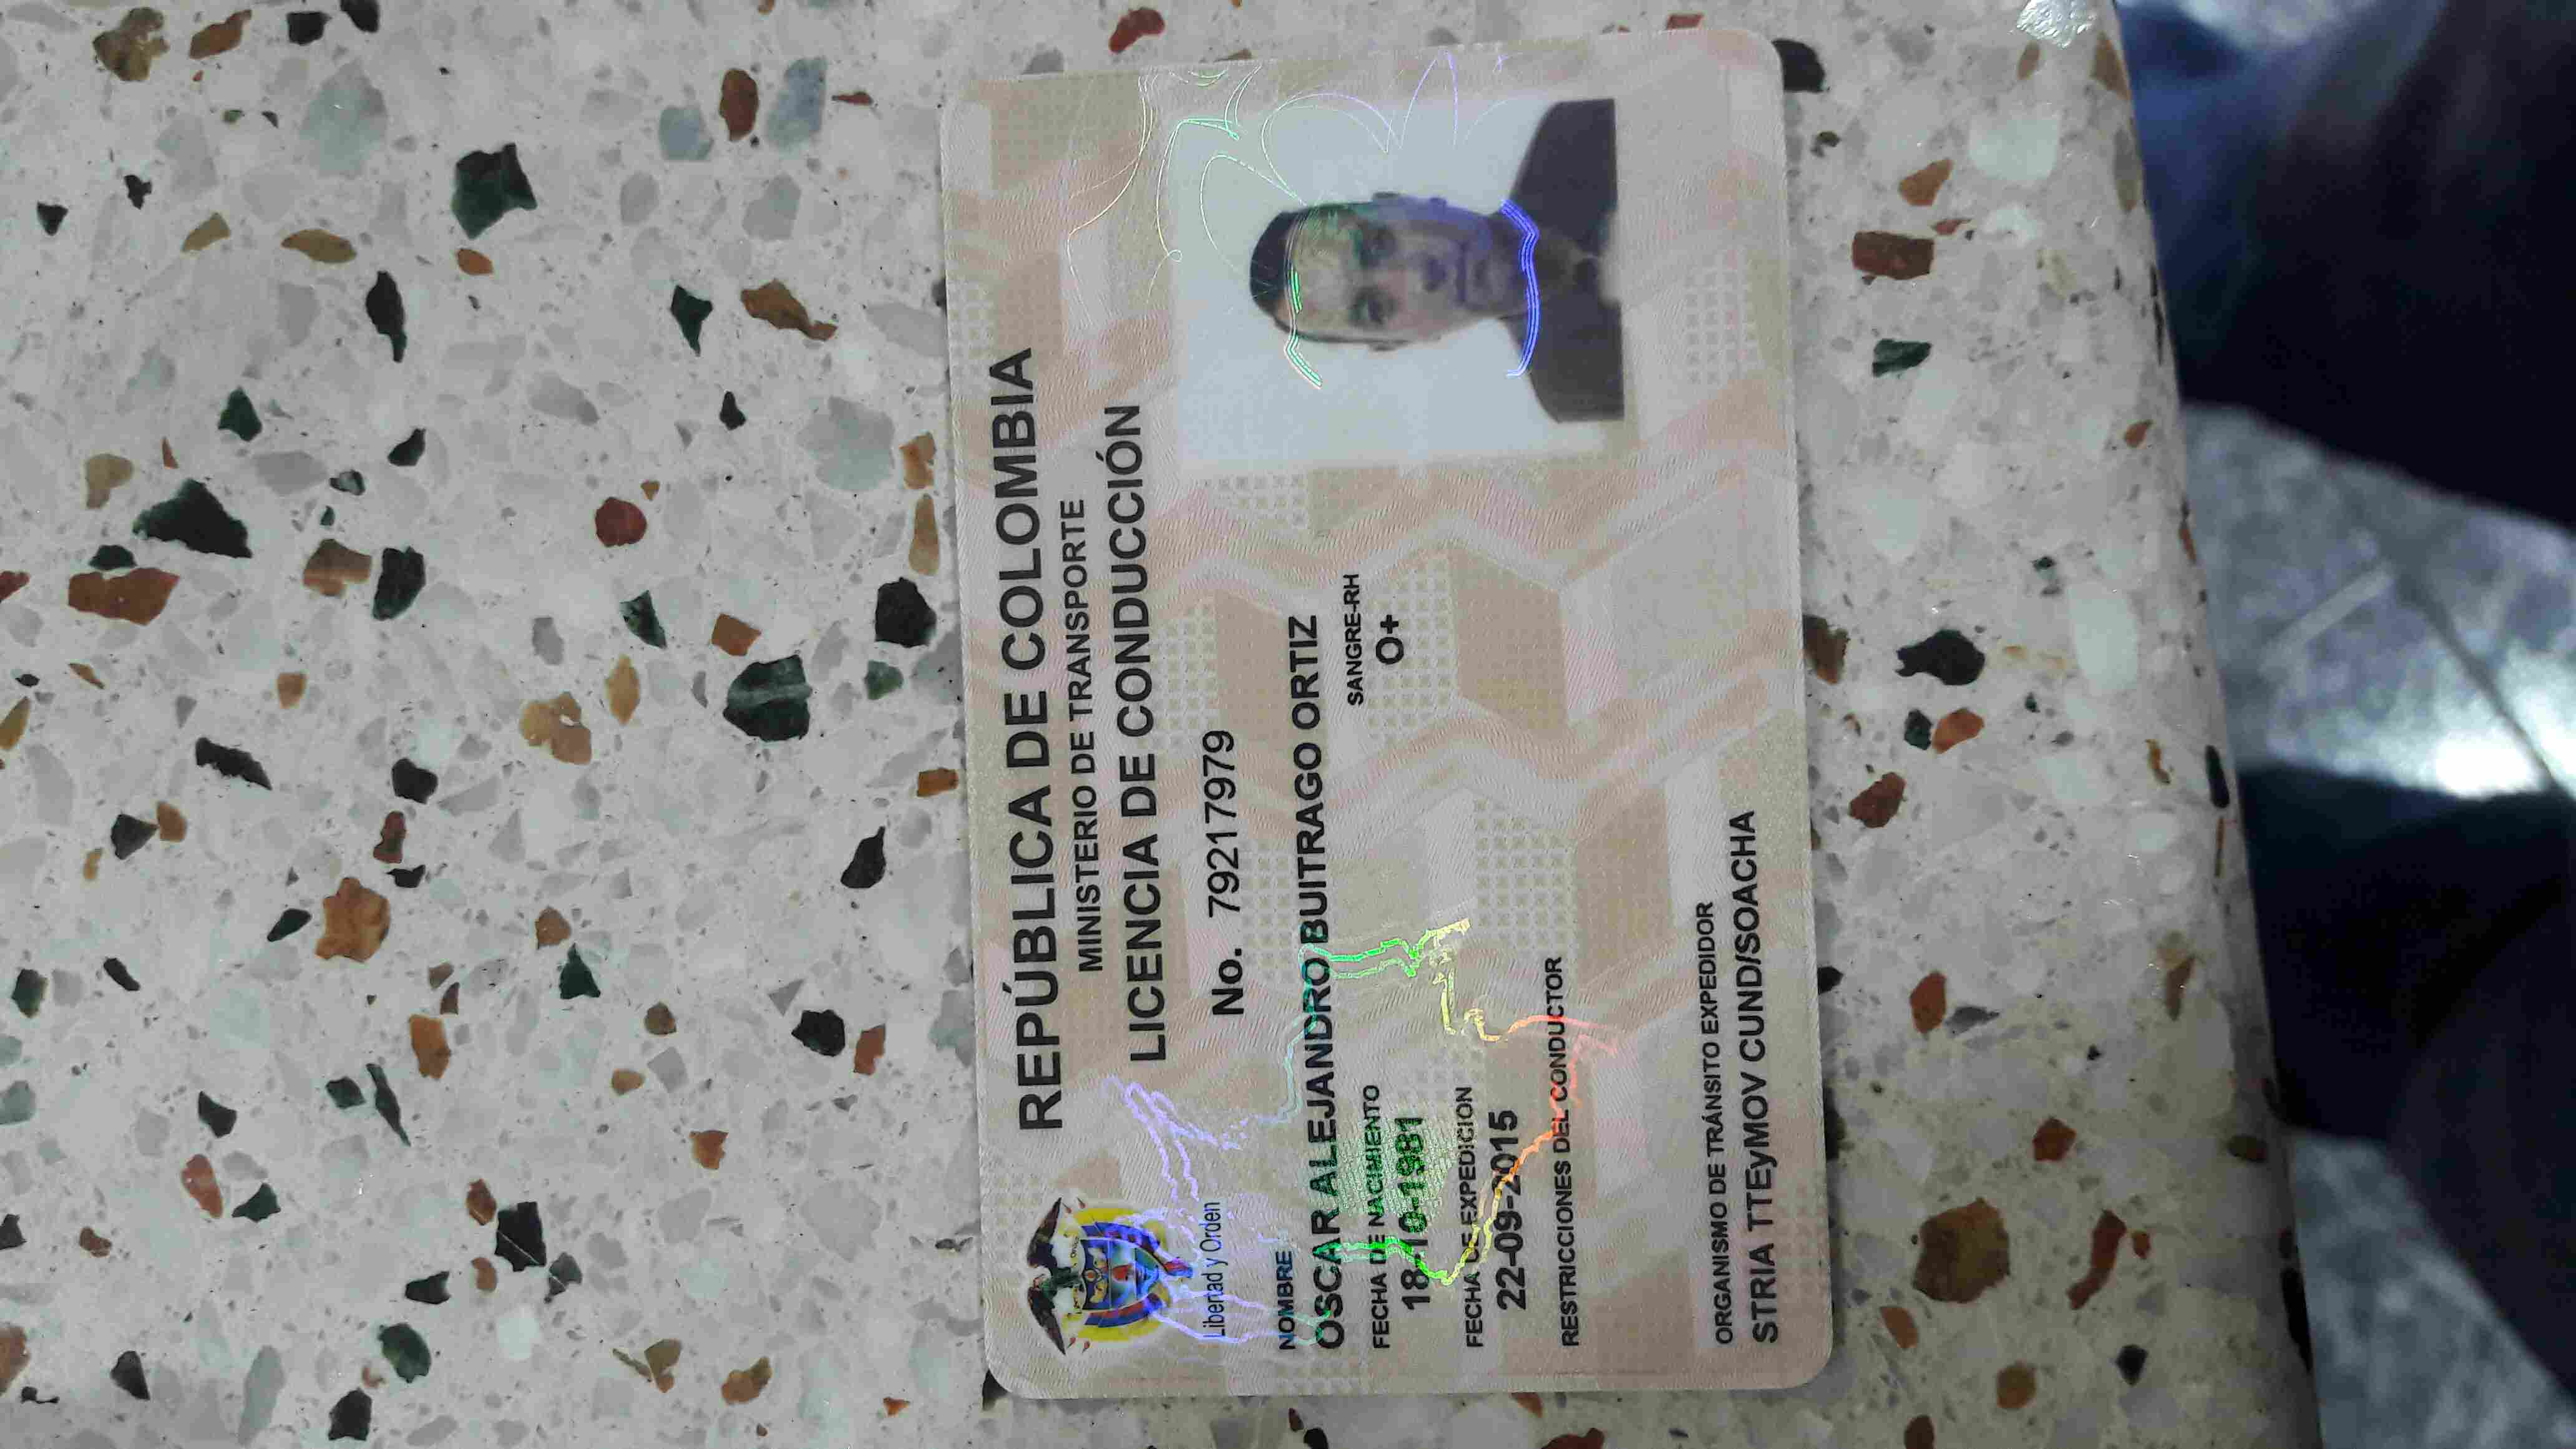 REPÚBLICA DE COLOMBIA
MINISTERIO DE TRANSPORTE
LICENCIA DE CONDUCCIÓN
Libertad y Orden
No. 79217979
NOMBRE
OSCAR ALEJANDRO BUITRAGO ORTIZ
FECHA DE NACIMIENTO
18-10-1981
SANGRE-RH
O+
FECHA DE EXPEDICION
22-09-2015
RESTRICCIONES DEL CONDUCTOR
ORGANISMO DE TRÁNSITO EXPEDIDOR
STRIA TTEyMOV CUND/SOACHA